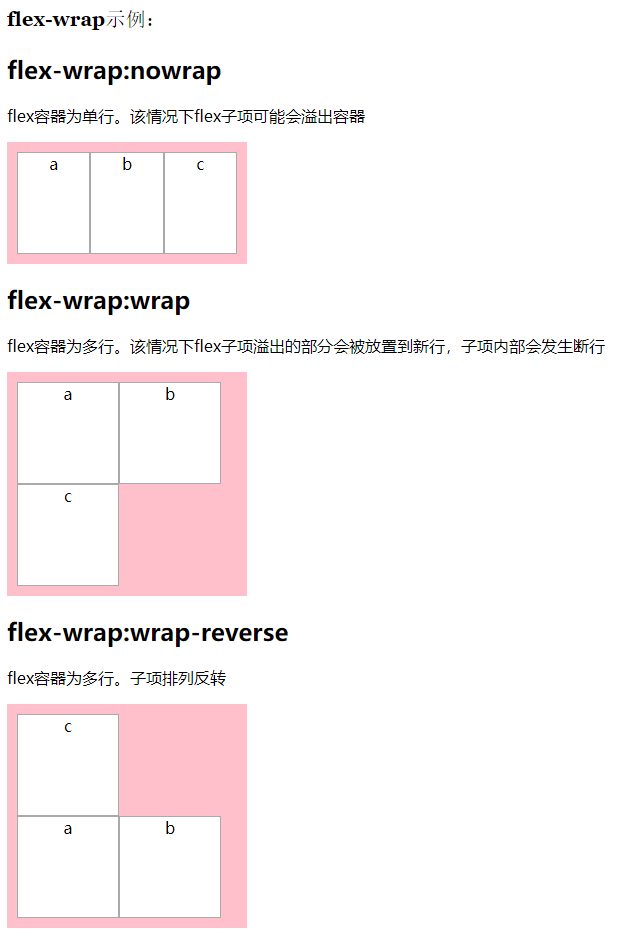 flex-wrap示例：
flex-wrap:nowrap
flex容器为单行。该情况下flex子项可能会溢出容器
a b c
flex-wrap:wrap
flex容器为多行。该情况下flex子项溢出的部分会被放置到新行，子项内部会发生断行
a b
c
flex-wrap:wrap-reverse
flex容器为多行。子项排列反转
c
a b